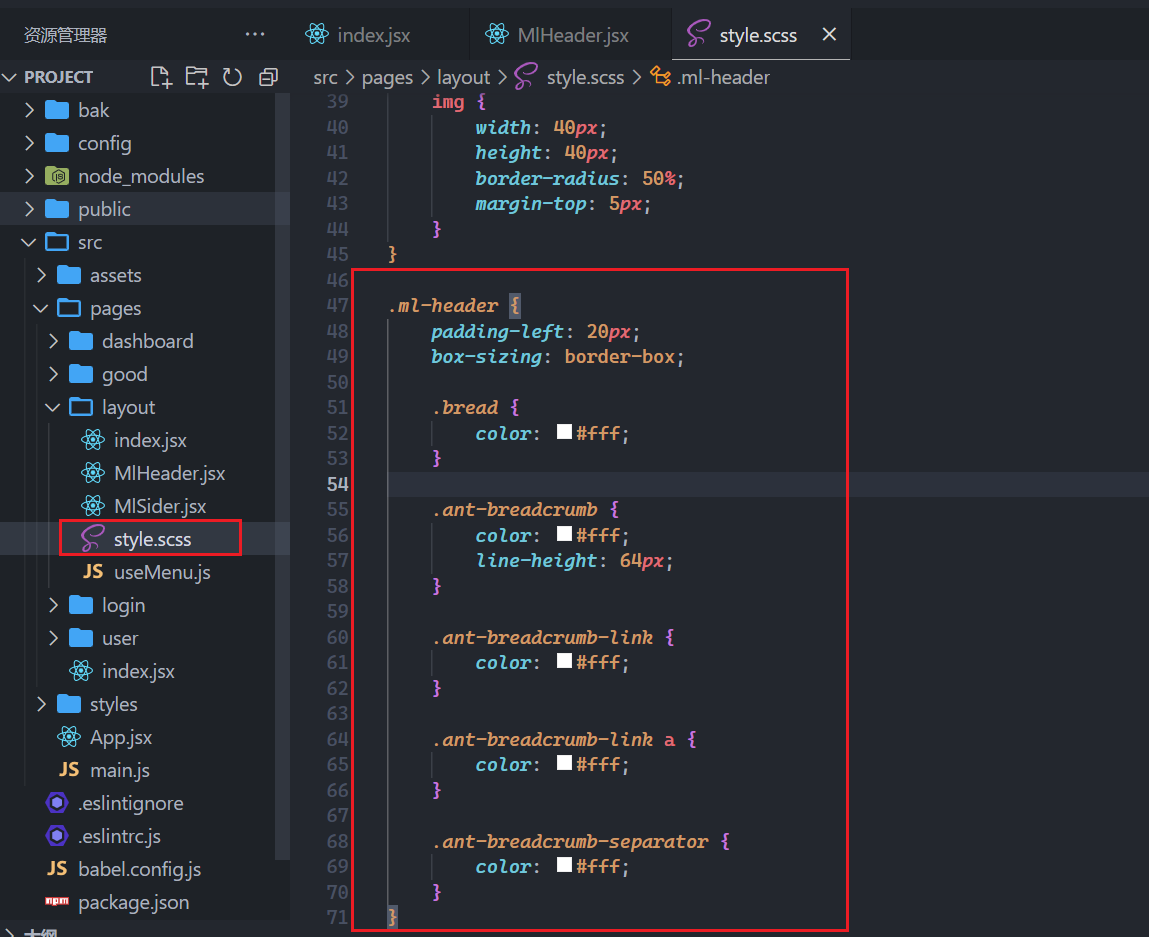 资源管理器 ···
index.jsx MlHeader.jsx style.scss
PROJECT
src > pages > layout > style.scss > .ml-header
bak
config
node_modules
public
src
assets
pages
dashboard
good
layout
index.jsx
MlHeader.jsx
MlSider.jsx
style.scss
JS useMenu.js
login
user
index.jsx
styles
App.jsx
JS main.js
.eslintignore
.eslintrc.js
JS babel.config.js
npm package.json
大纲
39 img {
40 width: 40px;
41 height: 40px;
42 border-radius: 50%;
43 margin-top: 5px;
44 }
45 }
46
47 .ml-header {
48 padding-left: 20px;
49 box-sizing: border-box;
50
51 .bread {
52 color: #fff;
53 }
54
55 .ant-breadcrumb {
56 color: #fff;
57 line-height: 64px;
58 }
59
60 .ant-breadcrumb-link {
61 color: #fff;
62 }
63
64 .ant-breadcrumb-link a {
65 color: #fff;
66 }
67
68 .ant-breadcrumb-separator {
69 color: #fff;
70 }
71 }